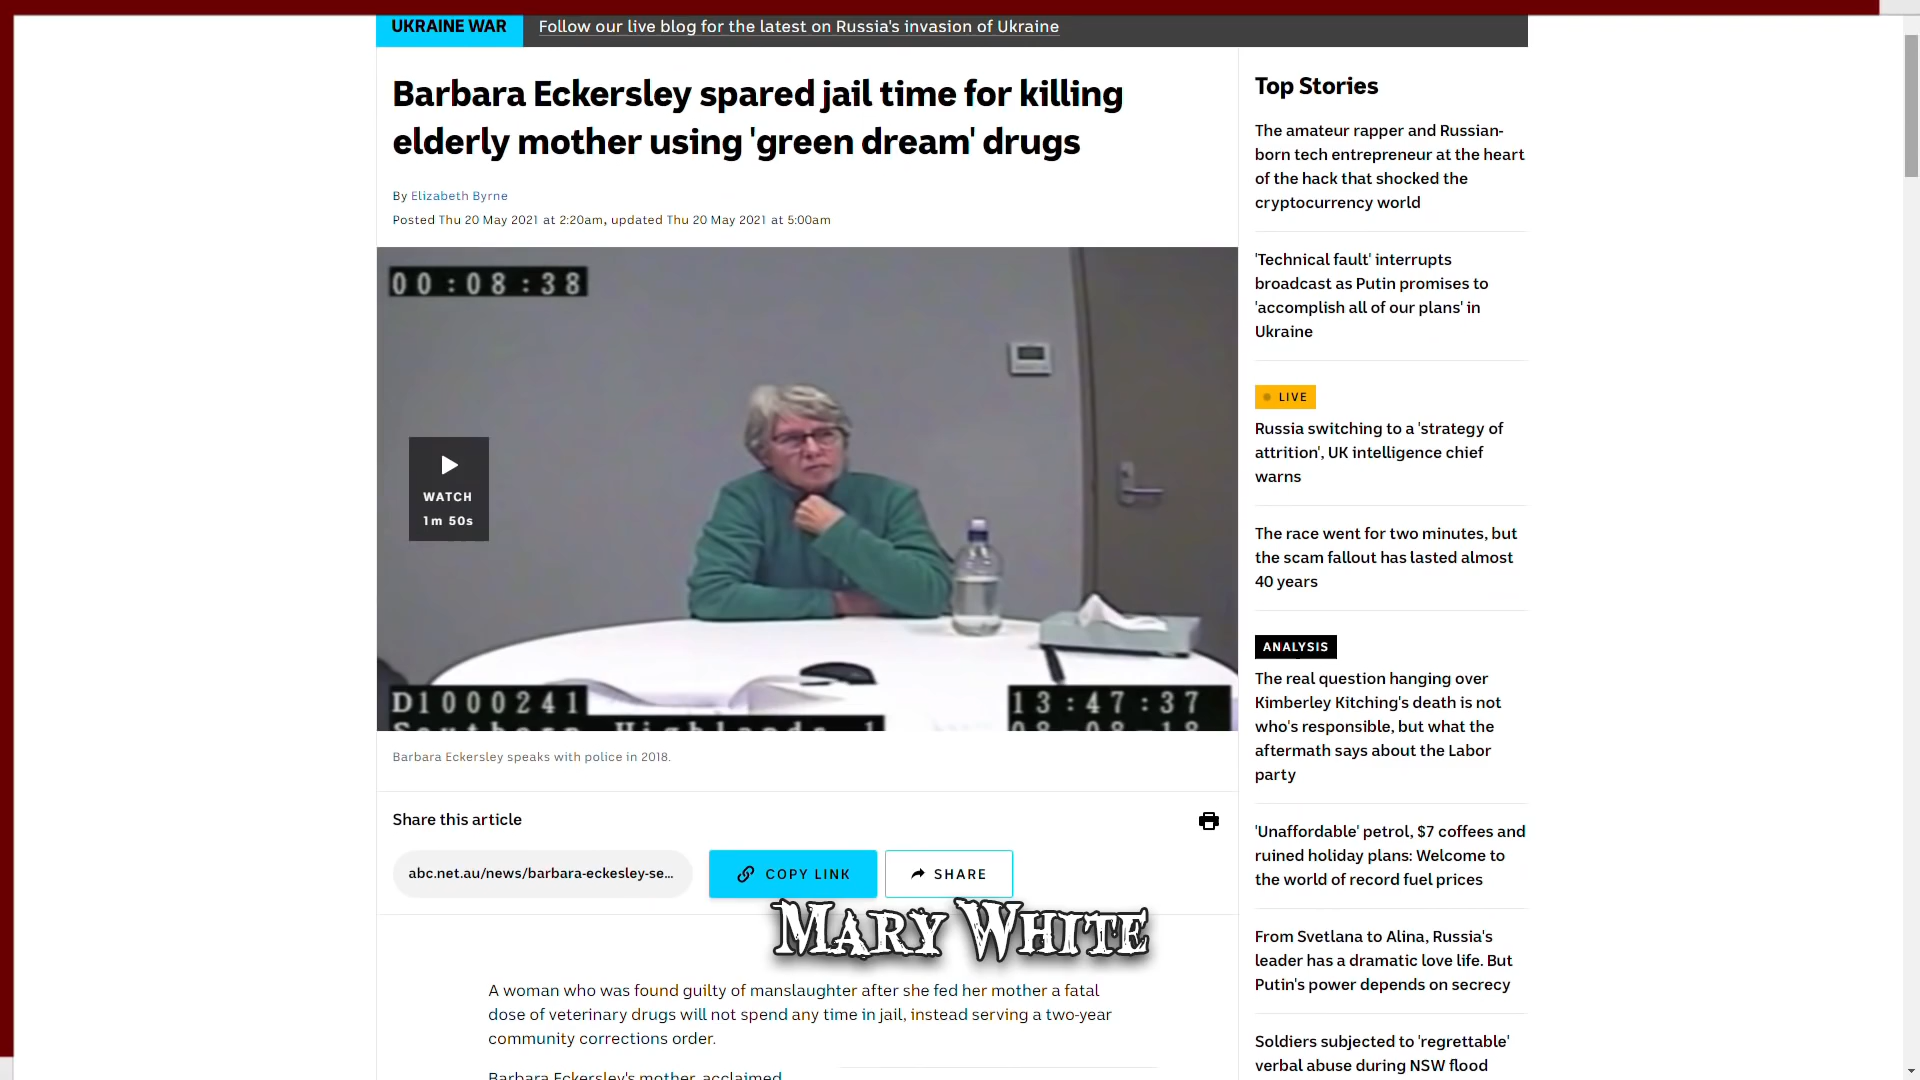 UKRAINE WAR
Follow our live blog for the latest on Russia's invasion of Ukraine
Barbara Eckersley spared jail time for killing
elderly mother using 'green dream' drugs
By Elizabeth Byrne
Posted Thu 20 May 2021 at 2:20am, updated Thu 20 May 2021 at 5:00am
00:08:38
WATCH
1m 50s
D1000241
13:47:37
Southern Highlands 1
08-08-18
Barbara Eckersley speaks with police in 2018.
Share this article
abc.net.au/news/barbara-eckesley-se...
COPY LINK
SHARE
MARY WHITE
A woman who was found guilty of manslaughter after she fed her mother a fatal
dose of veterinary drugs will not spend any time in jail, instead serving a two-year
community corrections order.
Barbara Eckersley's mother, acclaimed
Top Stories
The amateur rapper and Russian-
born tech entrepreneur at the heart
of the hack that shocked the
cryptocurrency world
'Technical fault' interrupts
broadcast as Putin promises to
'accomplish all of our plans' in
Ukraine
LIVE
Russia switching to a 'strategy of
attrition', UK intelligence chief
warns
The race went for two minutes, but
the scam fallout has lasted almost
40 years
ANALYSIS
The real question hanging over
Kimberley Kitching's death is not
who's responsible, but what the
aftermath says about the Labor
party
'Unaffordable' petrol, $7 coffees and
ruined holiday plans: Welcome to
the world of record fuel prices
From Svetlana to Alina, Russia's
leader has a dramatic love life. But
Putin's power depends on secrecy
Soldiers subjected to 'regrettable'
verbal abuse during NSW flood